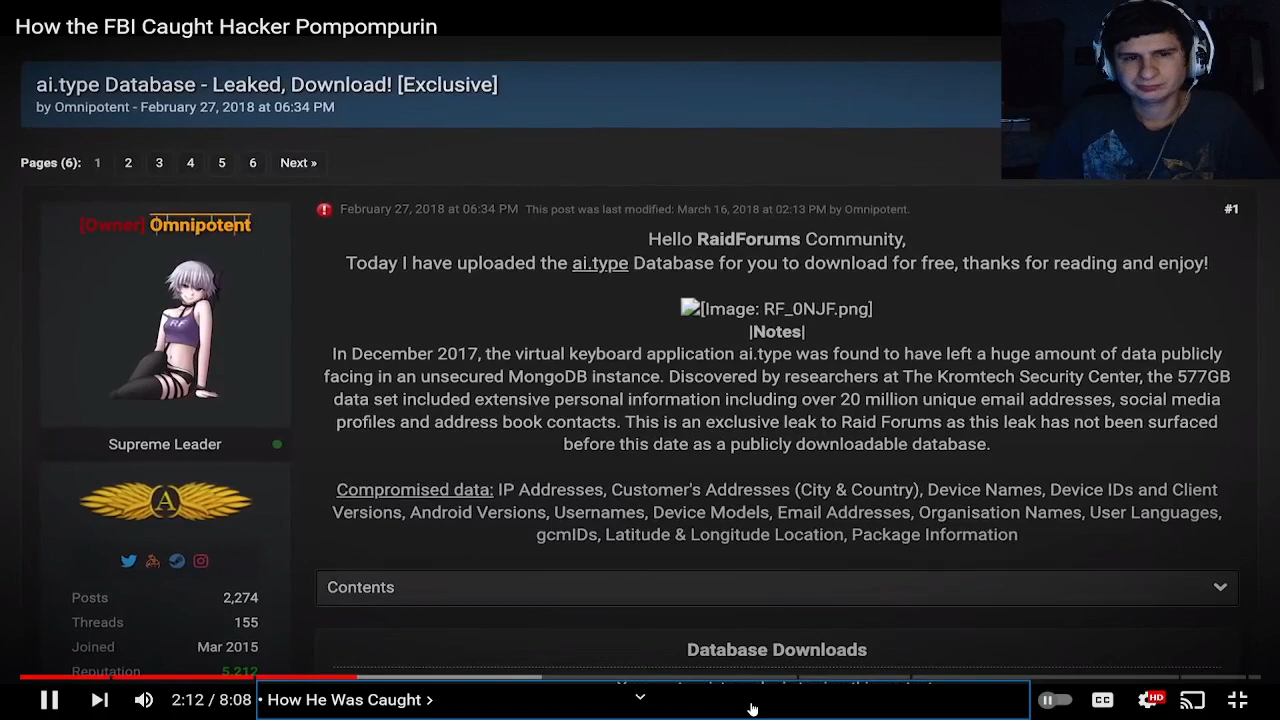 How the FBI Caught Hacker Pompompurin
ai.type Database - Leaked, Download! [Exclusive]
by Omnipotent - February 27, 2018 at 06:34 PM
Pages (6): 1 2 3 4 5 6 Next »
[Owner] Omnipotent
RF
Supreme Leader
A
Posts 2,274
Threads 155
Joined Mar 2015
Reputation 5,212
February 27, 2018 at 06:34 PM This post was last modified: March 16, 2018 at 02:13 PM by Omnipotent. #1
Hello RaidForums Community,
Today I have uploaded the ai.type Database for you to download for free, thanks for reading and enjoy!
[Image: RF_0NJF.png]
|Notes|
In December 2017, the virtual keyboard application ai.type was found to have left a huge amount of data publicly
facing in an unsecured MongoDB instance. Discovered by researchers at The Kromtech Security Center, the 577GB
data set included extensive personal information including over 20 million unique email addresses, social media
profiles and address book contacts. This is an exclusive leak to Raid Forums as this leak has not been surfaced
before this date as a publicly downloadable database.
Compromised data: IP Addresses, Customer's Addresses (City & Country), Device Names, Device IDs and Client
Versions, Android Versions, Usernames, Device Models, Email Addresses, Organisation Names, User Languages,
gcmIDs, Latitude & Longitude Location, Package Information
Contents
Database Downloads
2:12 / 8:08 • How He Was Caught >
CC
HD